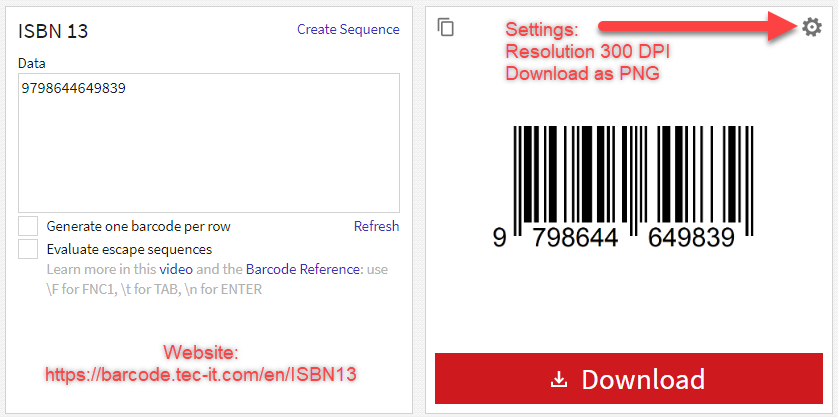 ISBN 13
Create Sequence
Data
9798644649839
Generate one barcode per row
Refresh
Evaluate escape sequences
Learn more in this video and the Barcode Reference: use
\F for FNC1, \t for TAB, \n for ENTER
Website:
https://barcode.tec-it.com/en/ISBN13
Settings:
Resolution 300 DPI
Download as PNG
9 798644 649839
Download